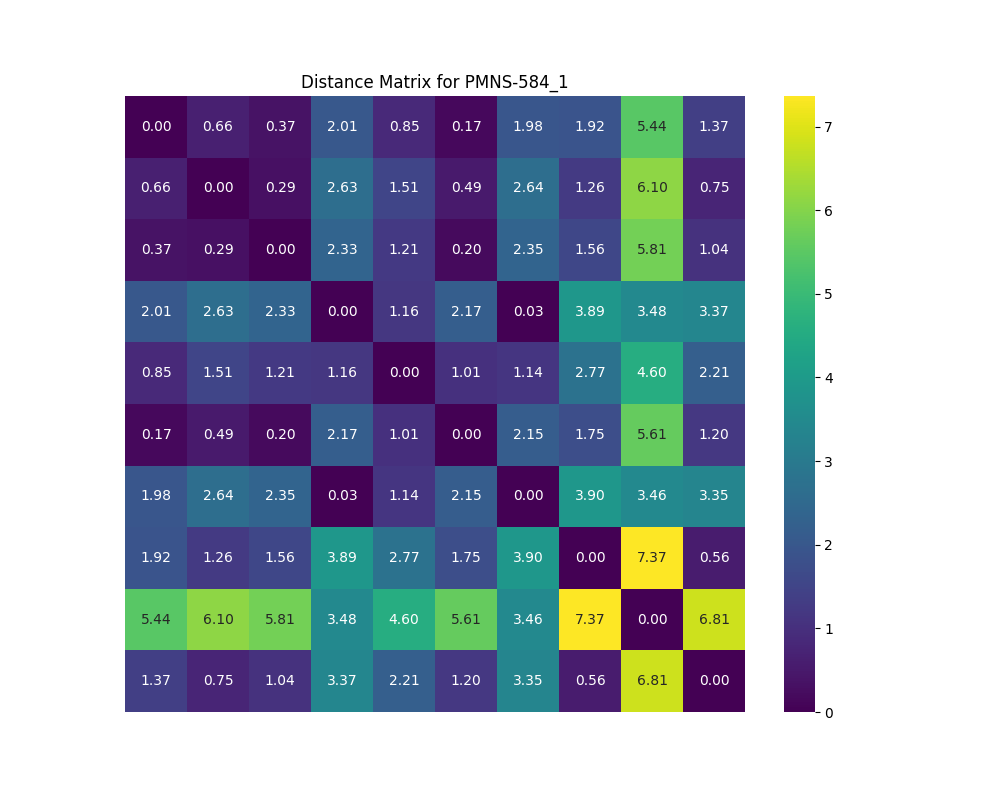 Distance Matrix for PMNS-584_1
0.00 0.66 0.37 2.01 0.85 0.17 1.98 1.92 5.44 1.37
0.66 0.00 0.29 2.63 1.51 0.49 2.64 1.26 6.10 0.75
0.37 0.29 0.00 2.33 1.21 0.20 2.35 1.56 5.81 1.04
2.01 2.63 2.33 0.00 1.16 2.17 0.03 3.89 3.48 3.37
0.85 1.51 1.21 1.16 0.00 1.01 1.14 2.77 4.60 2.21
0.17 0.49 0.20 2.17 1.01 0.00 2.15 1.75 5.61 1.20
1.98 2.64 2.35 0.03 1.14 2.15 0.00 3.90 3.46 3.35
1.92 1.26 1.56 3.89 2.77 1.75 3.90 0.00 7.37 0.56
5.44 6.10 5.81 3.48 4.60 5.61 3.46 7.37 0.00 6.81
1.37 0.75 1.04 3.37 2.21 1.20 3.35 0.56 6.81 0.00
7
6
5
4
3
2
1
0